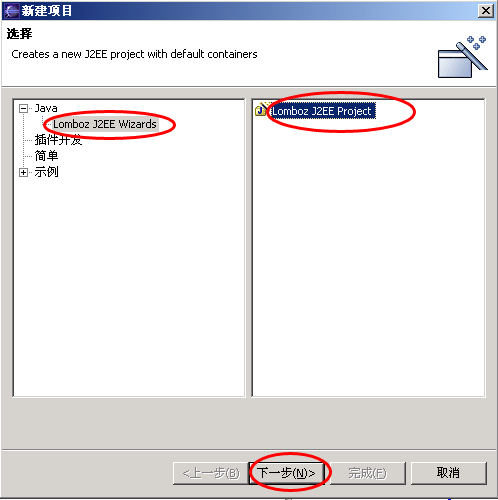 新建项目
选择
Creates a new J2EE project with default containers
Java
Lomboz J2EE Wizards
插件开发
简单
示例
Lomboz J2EE Project
<上一步(B)
下一步(N)>
完成(F)
取消